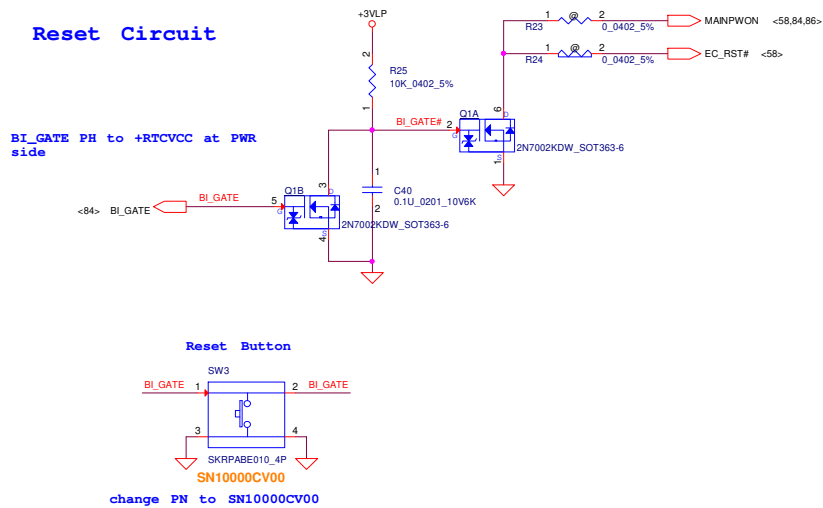 Reset Circuit
+3VLP
R25
10K_0402_5%
2
1
1 @ 2
R23 0_0402_5%
MAINPWON <58,84,86>
1 @ 2
R24 0_0402_5%
EC_RST# <58>
BI_GATE PH to +RTCVCC at PWR
side
BI_GATE# 2
Q1A
6
D
G
S
1
2N7002KDW_SOT363-6
<84> BI_GATE
BI_GATE 5
Q1B
3
D
G
S
4
2N7002KDW_SOT363-6
1
C40
0.1U_0201_10V6K
2
Reset Button
SW3
BI_GATE 1
2 BI_GATE
3
4
SKRPABE010_4P
SN10000CV00
change PN to SN10000CV00